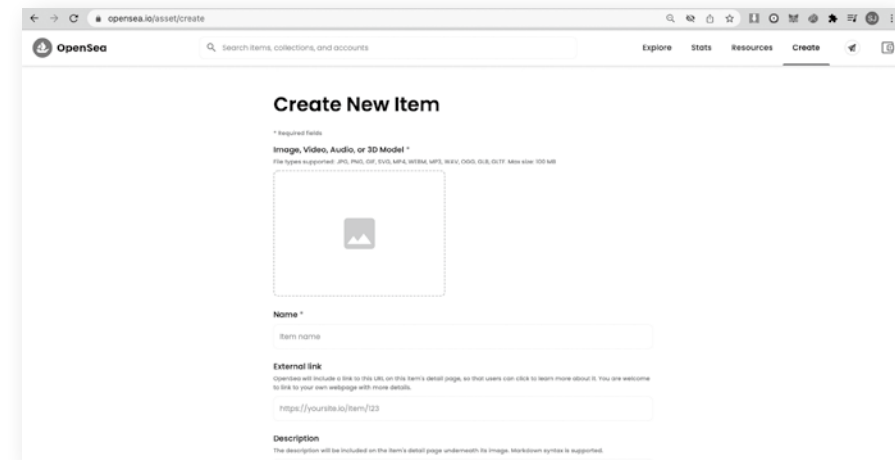 opensea.io/asset/create
OpenSea
Search items, collections, and accounts
Explore Stats Resources Create
Create New Item
* Required fields
Image, Video, Audio, or 3D Model *
File types supported: JPG, PNG, GIF, SVG, MP4, WEBM, MP3, WAV, OGG, GLB, GLTF. Max size: 100 MB
Name *
Item name
External link
OpenSea will include a link to this URL on this item's detail page, so that users can click to learn more about it. You are welcome
to link to your own webpage with more details.
https://yoursite.io/item/123
Description
The description will be included on the item's detail page underneath its image. Markdown syntax is supported.